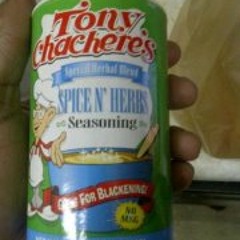 Tony
Chachere's
Special Herbal Blend
SPICE N' HERBS
Seasoning
GREAT FOR BLACKENING!
NO
MSG